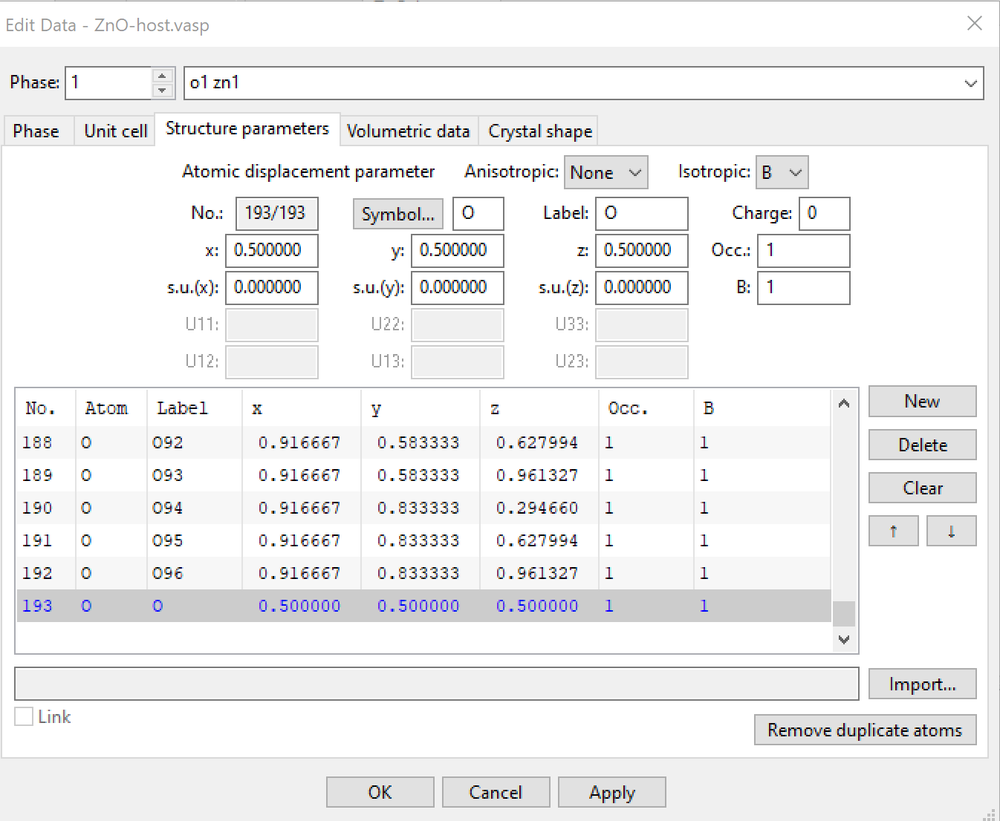 Edit Data - ZnO-host.vasp
Phase: 1 o1 zn1
Phase Unit cell Structure parameters Volumetric data Crystal shape
Atomic displacement parameter Anisotropic: None Isotropic: B
No.: 193/193 Symbol... O Label: O Charge: 0
x: 0.500000 y: 0.500000 z: 0.500000 Occ.: 1
s.u.(x): 0.000000 s.u.(y): 0.000000 s.u.(z): 0.000000 B: 1
U11: U22: U33:
U12: U13: U23:
No. Atom Label x y z Occ. B
188 O O92 0.916667 0.583333 0.627994 1 1
189 O O93 0.916667 0.583333 0.961327 1 1
190 O O94 0.916667 0.833333 0.294660 1 1
191 O O95 0.916667 0.833333 0.627994 1 1
192 O O96 0.916667 0.833333 0.961327 1 1
193 O O 0.500000 0.500000 0.500000 1 1
New
Delete
Clear
↑ ↓
Import...
Link
Remove duplicate atoms
OK Cancel Apply